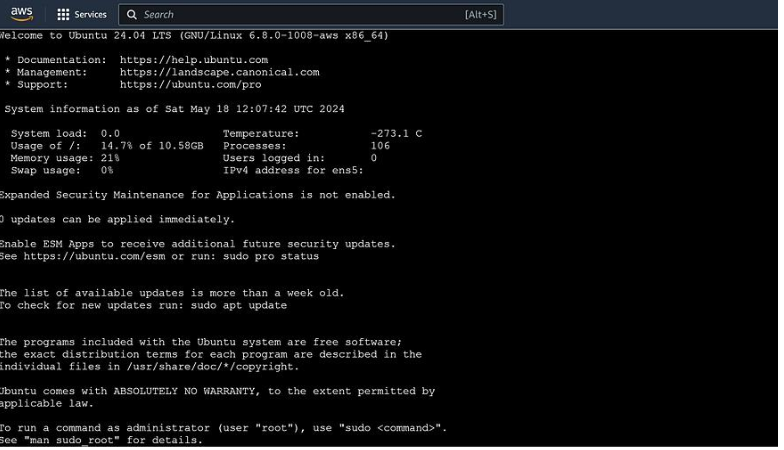 aws Services Search [Alt+S]
Welcome to Ubuntu 24.04 LTS (GNU/Linux 6.8.0-1008-aws x86_64)
* Documentation: https://help.ubuntu.com
* Management: https://landscape.canonical.com
* Support: https://ubuntu.com/pro
System information as of Sat May 18 12:07:42 UTC 2024
System load: 0.0 Temperature: -273.1 C
Usage of /: 14.7% of 10.58GB Processes: 106
Memory usage: 21% Users logged in: 0
Swap usage: 0% IPv4 address for ens5:
Expanded Security Maintenance for Applications is not enabled.
0 updates can be applied immediately.
Enable ESM Apps to receive additional future security updates.
See https://ubuntu.com/esm or run: sudo pro status
The list of available updates is more than a week old.
To check for new updates run: sudo apt update
The programs included with the Ubuntu system are free software;
the exact distribution terms for each program are described in the
individual files in /usr/share/doc/*/copyright.
Ubuntu comes with ABSOLUTELY NO WARRANTY, to the extent permitted by
applicable law.
To run a command as administrator (user "root"), use "sudo <command>".
See "man sudo_root" for details.